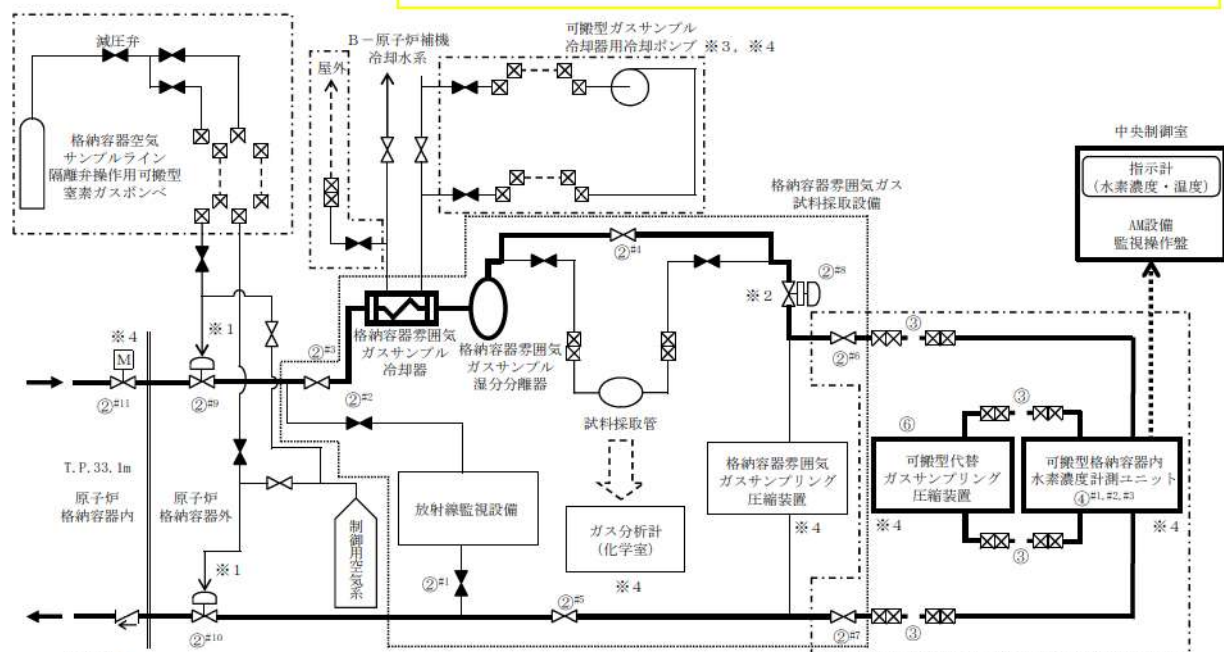 減圧弁
格納容器空気
サンプルライン
隔離弁操作用可搬型
窒素ガスボンベ
屋外
B－原子炉補機
冷却水系
可搬型ガスサンプル
冷却器用冷却ポンプ ※3，※4
格納容器雰囲気ガス
試料採取設備
中央制御室
指示計
(水素濃度・温度)
AM設備
監視操作盤
※4
M
②#11
※1
②#9
②#3
格納容器雰囲気
ガスサンプル
冷却器
格納容器雰囲気
ガスサンプル
湿分分離器
②#4
※2
②#8
②#6
③
②#2
試料採取管
③
⑥
可搬型代替
ガスサンプリング
圧縮装置
※4
可搬型格納容器内
水素濃度計測ユニット
④#1,#2,#3
※4
③
T.P.33.1m
原子炉
格納容器内
原子炉
格納容器外
制御用空気系
放射線監視設備
ガス分析計
(化学室)
※4
格納容器雰囲気
ガスサンプリング
圧縮装置
※4
※1
②#10
②#1
②#5
②#7
③